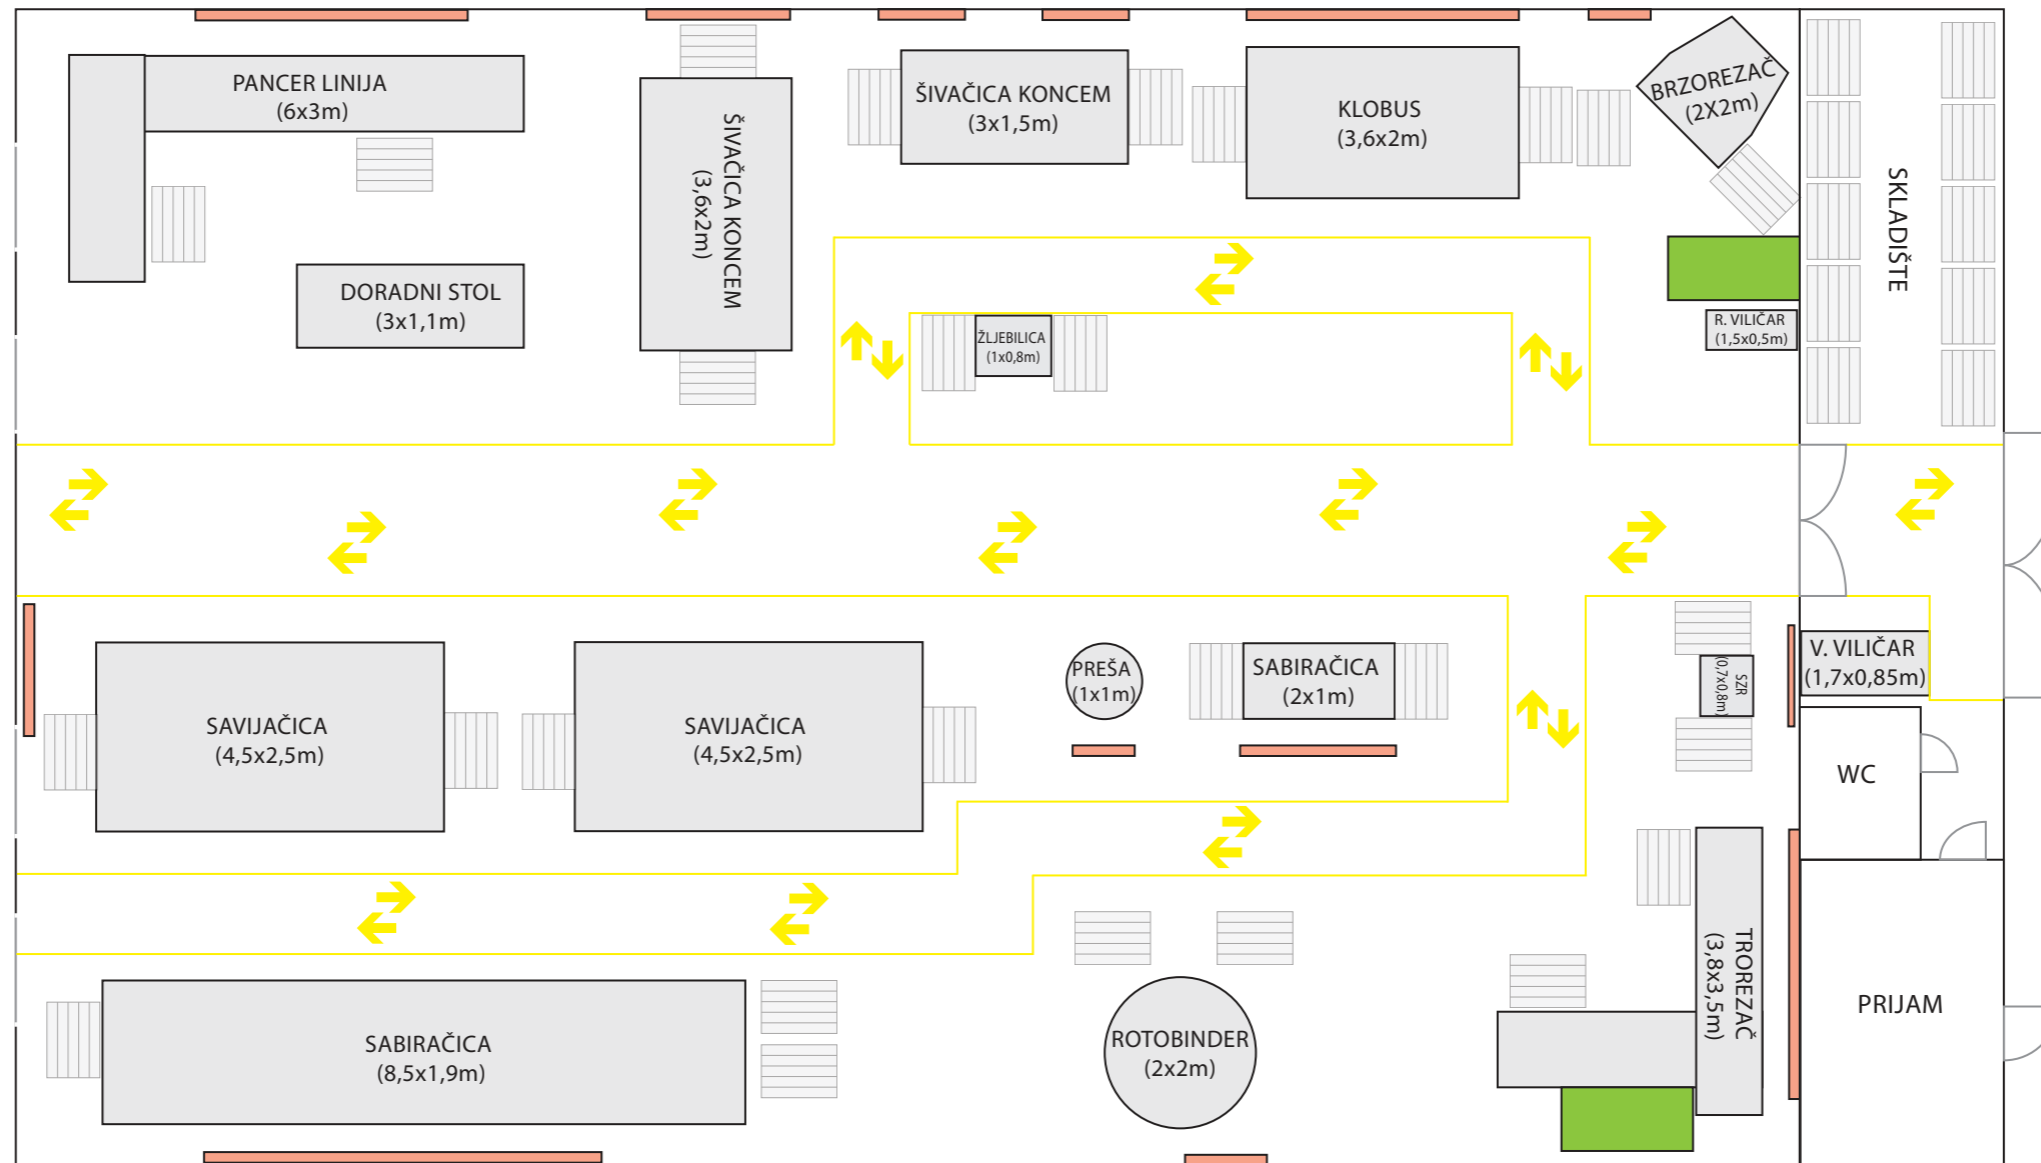 PANCER LINIJA
(6x3m)
ŠIVAČICA KONCEM
(3,6x2m)
ŠIVAČICA KONCEM
(3x1,5m)
KLOBUS
(3,6x2m)
BRZOREZAČ
(2X2m)
SKLADIŠTE
DORADNI STOL
(3x1,1m)
ŽLJEBILICA
(1x0,8m)
R. VILIČAR
(1,5x0,5m)
SAVIJAČICA
(4,5x2,5m)
SAVIJAČICA
(4,5x2,5m)
PREŠA
(1x1m)
SABIRAČICA
(2x1m)
SZR
(0,7x0,8m)
V. VILIČAR
(1,7x0,85m)
WC
SABIRAČICA
(8,5x1,9m)
ROTOBINDER
(2x2m)
TROREZAČ
(3,8x3,5m)
PRIJAM